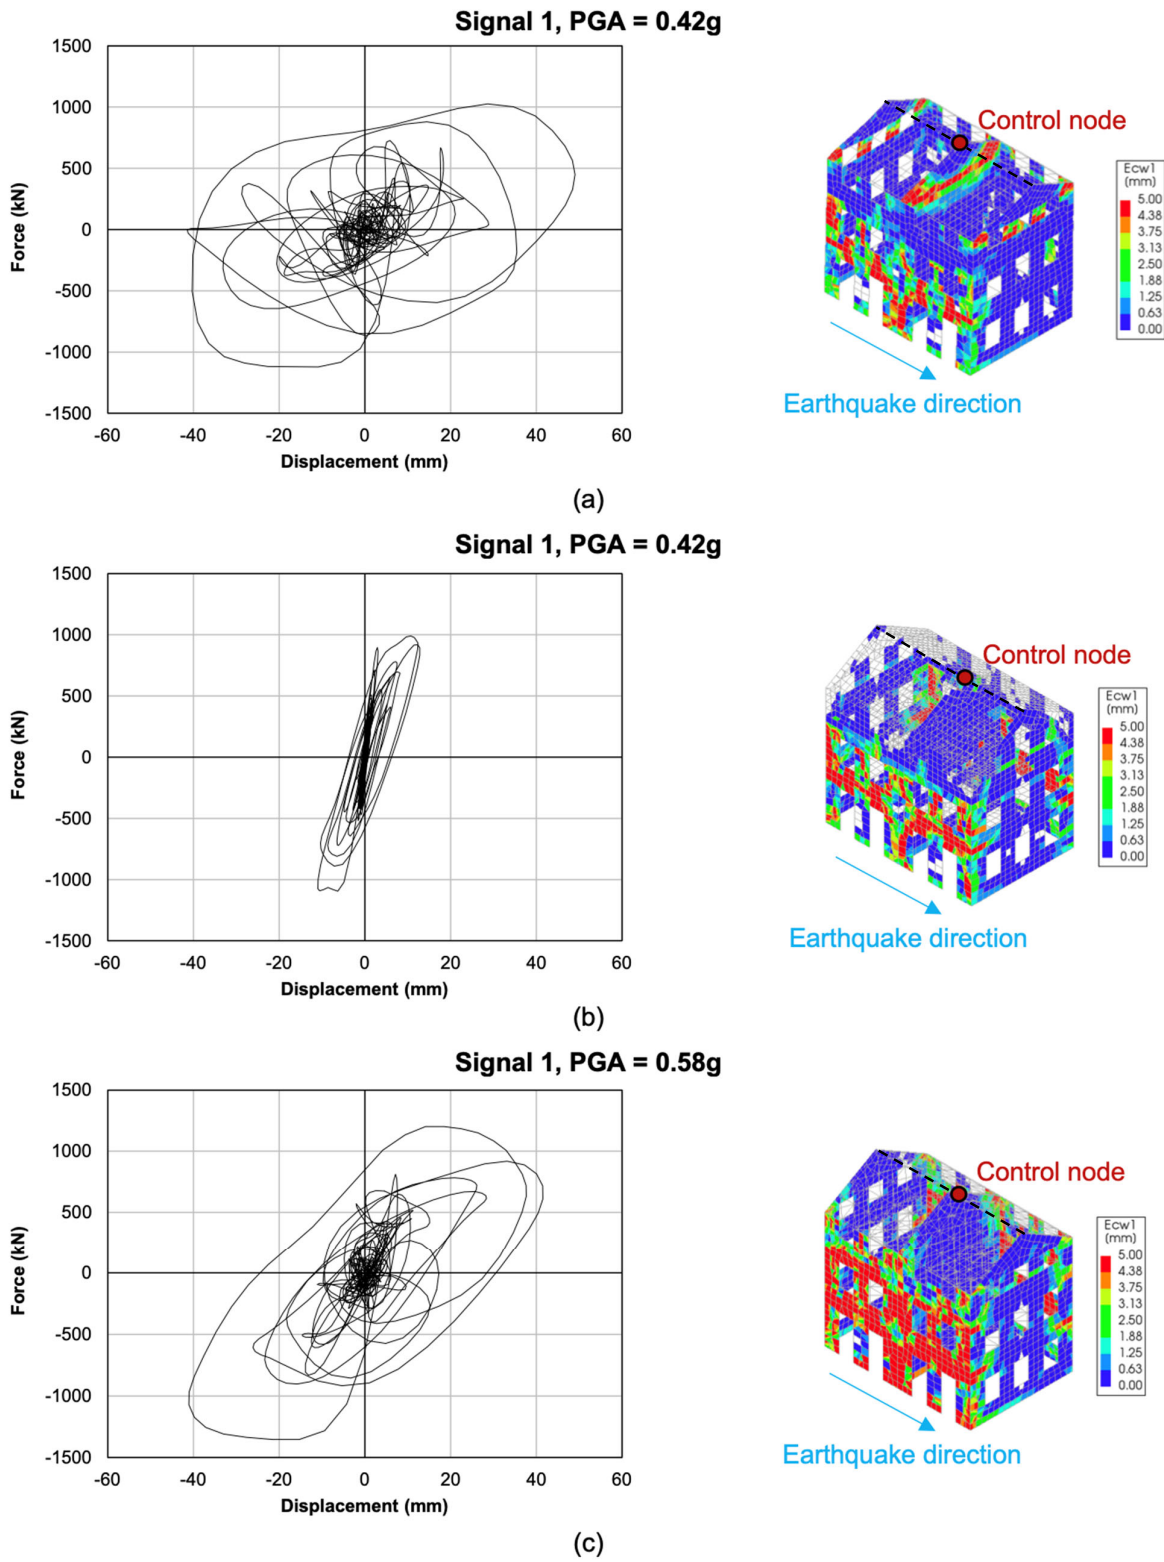 Signal 1, PGA = 0.42g
1500
1000
500
0
-500
-1000
-1500
Force (kN)
-60 -40 -20 0 20 40 60
Displacement (mm)
Control node
Ecw1
(mm)
5.00
4.38
3.75
3.13
2.50
1.88
1.25
0.63
0.00
Earthquake direction
(a)
Signal 1, PGA = 0.42g
1500
1000
500
0
-500
-1000
-1500
Force (kN)
-60 -40 -20 0 20 40 60
Displacement (mm)
Control node
Ecw1
(mm)
5.00
4.38
3.75
3.13
2.50
1.88
1.25
0.63
0.00
Earthquake direction
(b)
Signal 1, PGA = 0.58g
1500
1000
500
0
-500
-1000
-1500
Force (kN)
-60 -40 -20 0 20 40 60
Displacement (mm)
Control node
Ecw1
(mm)
5.00
4.38
3.75
3.13
2.50
1.88
1.25
0.63
0.00
Earthquake direction
(c)